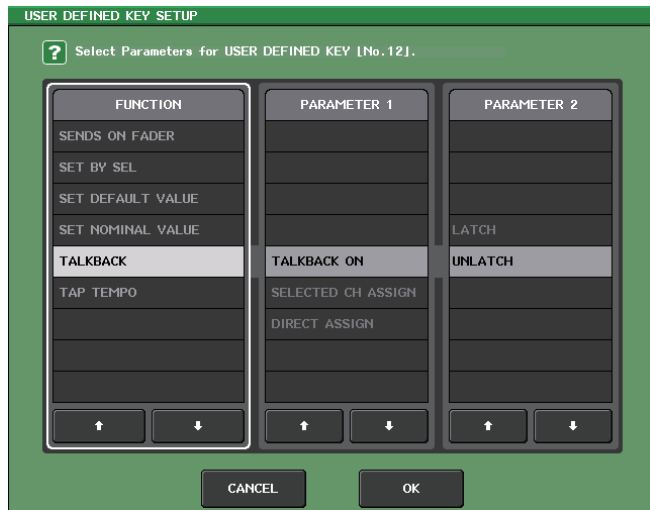 USER DEFINED KEY SETUP
? Select Parameters for USER DEFINED KEY [No.12].
FUNCTION
SENDS ON FADER
SET BY SEL
SET DEFAULT VALUE
SET NOMINAL VALUE
TALKBACK
TAP TEMPO
PARAMETER 1
TALKBACK ON
SELECTED CH ASSIGN
DIRECT ASSIGN
PARAMETER 2
LATCH
UNLATCH
CANCEL
OK